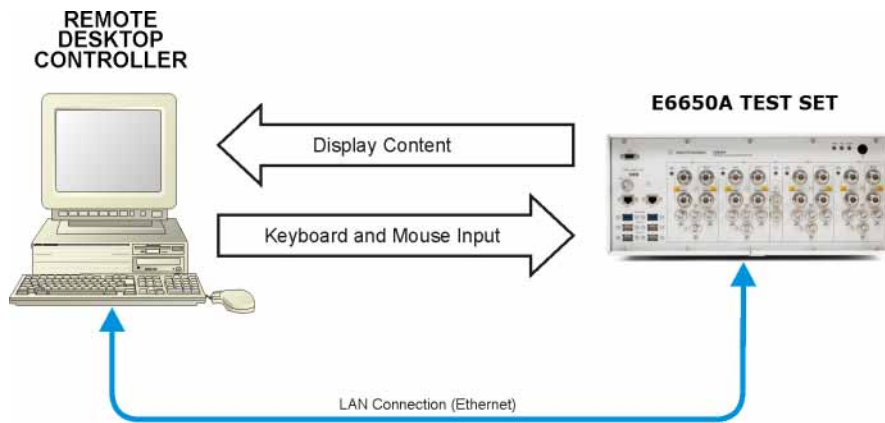 REMOTE
DESKTOP
CONTROLLER
E6650A TEST SET
Display Content
Keyboard and Mouse Input
LAN Connection (Ethernet)